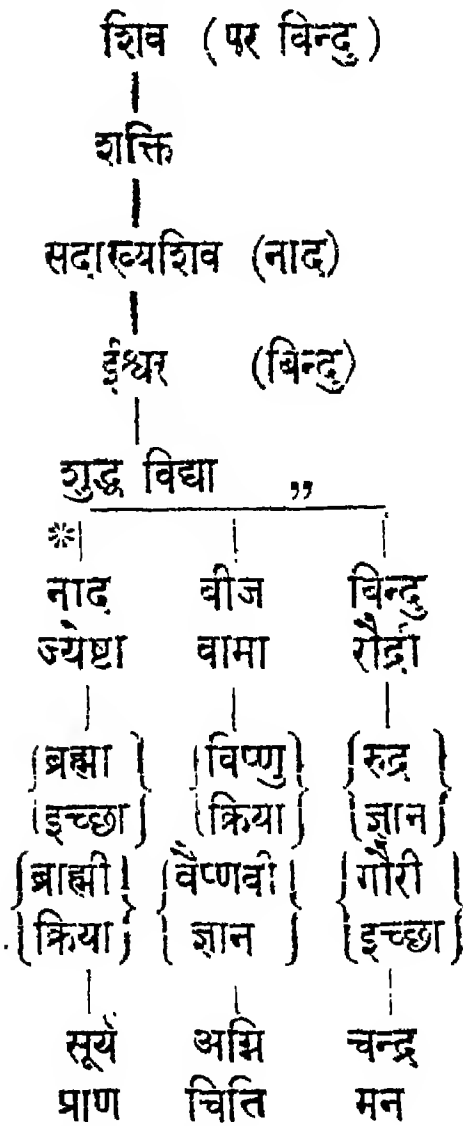 शिव ( पर विन्दु )
शक्ति
सदाख्यशिव (नाद)
ईश्वर (बिन्दु)
शुद्ध विद्या ,,
*
नाद बीज बिन्दु
ज्येष्टा वामा रौद्री
{ब्रह्मा} {विष्णु} {रुद्र}
{इच्छा} {क्रिया} {ज्ञान}
{ब्राह्मी} {वैष्णवी} {गौरी}
{क्रिया} {ज्ञान} {इच्छा}
सूर्य अग्नि चन्द्र
प्राण चिति मन